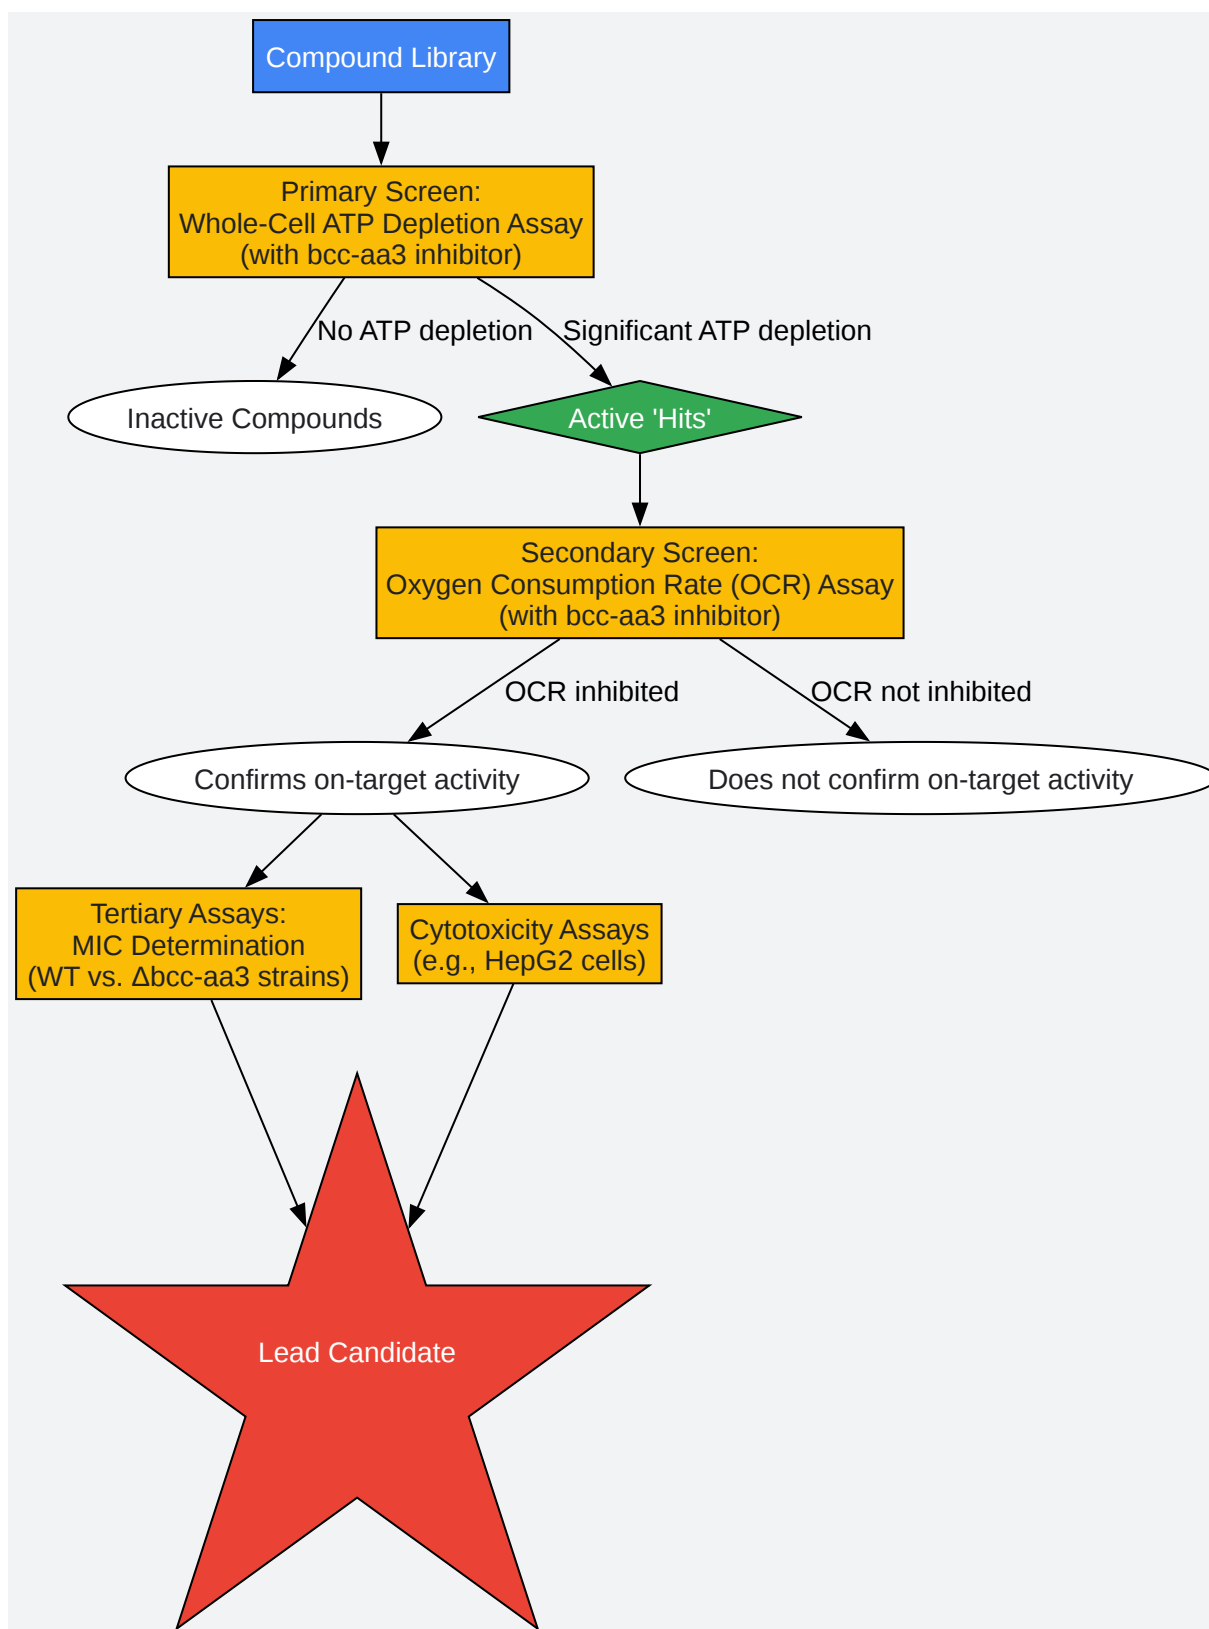 Compound Library
Primary Screen:
Whole-Cell ATP Depletion Assay
(with bcc-aa3 inhibitor)
No ATP depletion
Significant ATP depletion
Inactive Compounds
Active 'Hits'
Secondary Screen:
Oxygen Consumption Rate (OCR) Assay
(with bcc-aa3 inhibitor)
OCR inhibited
OCR not inhibited
Confirms on-target activity
Does not confirm on-target activity
Tertiary Assays:
MIC Determination
(WT vs. Δbcc-aa3 strains)
Cytotoxicity Assays
(e.g., HepG2 cells)
Lead Candidate